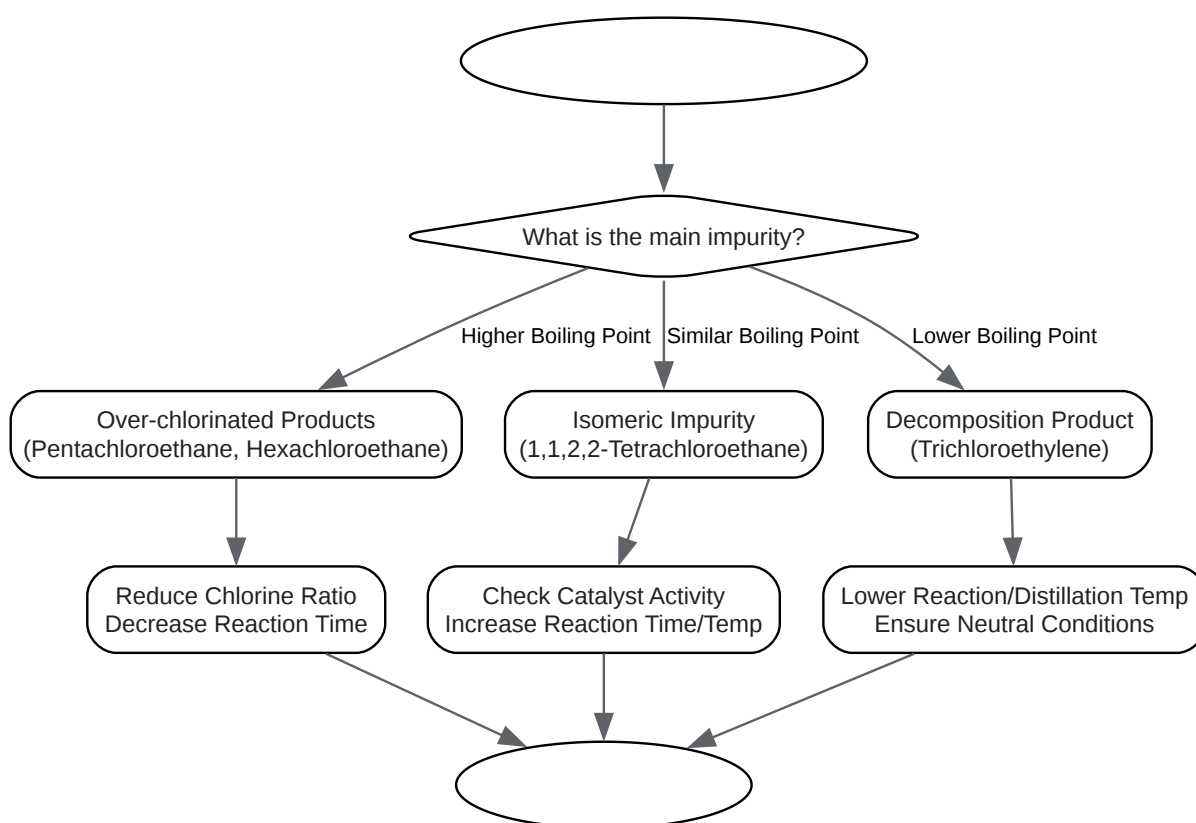 What is the main impurity?
Higher Boiling Point
Similar Boiling Point
Lower Boiling Point
Over-chlorinated Products
(Pentachloroethane, Hexachloroethane)
Isomeric Impurity
(1,1,2,2-Tetrachloroethane)
Decomposition Product
(Trichloroethylene)
Reduce Chlorine Ratio
Decrease Reaction Time
Check Catalyst Activity
Increase Reaction Time/Temp
Lower Reaction/Distillation Temp
Ensure Neutral Conditions